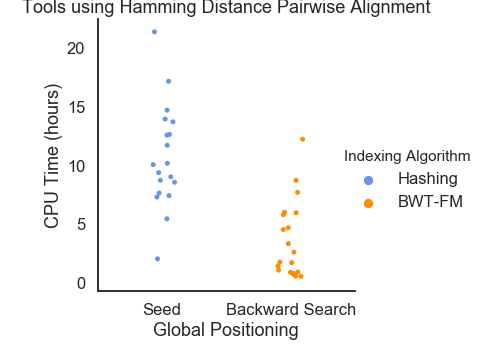 Tools using Hamming Distance Pairwise Alignment
20
15
10
5
0
CPU Time (hours)
Seed
Backward Search
Global Positioning
Indexing Algorithm
Hashing
BWT-FM